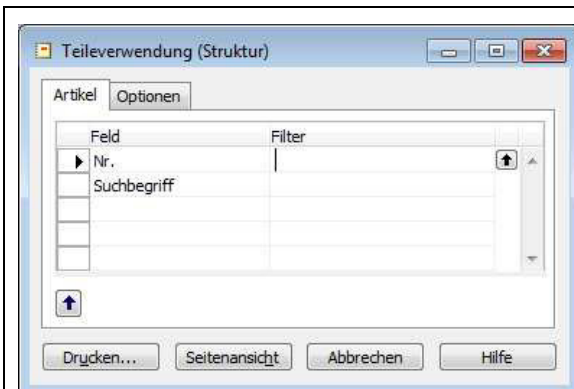 Teileverwendung (Struktur)
Artikel Optionen
Feld Filter
Nr.
Suchbegriff
Drucken... Seitenansicht Abbrechen Hilfe